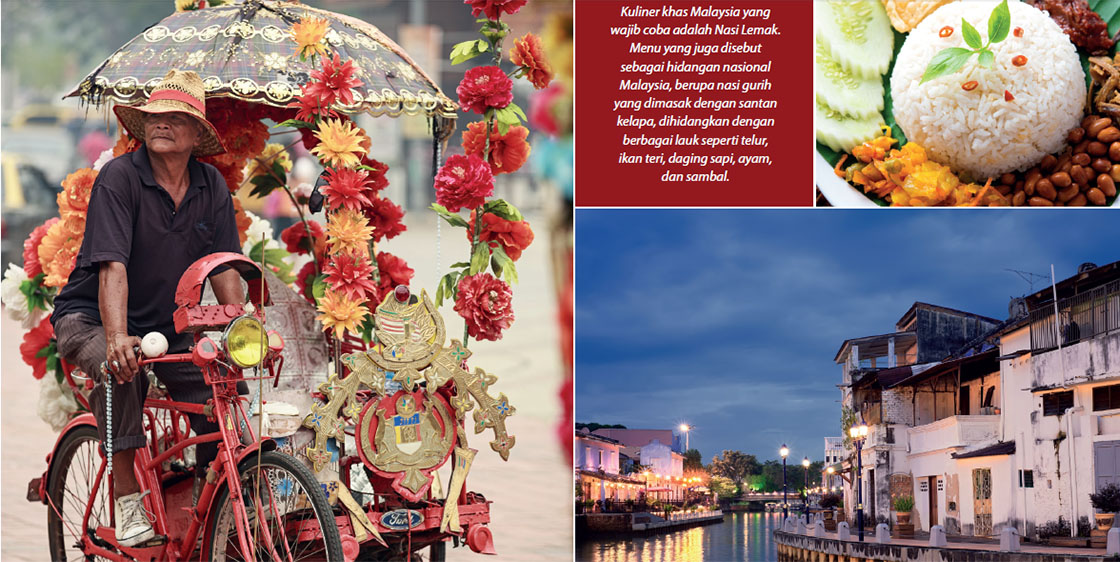 Kuliner khas Malaysia yang
wajib coba adalah Nasi Lemak.
Menu yang juga disebut
sebagai hidangan nasional
Malaysia, berupa nasi gurih
yang dimasak dengan santan
kelapa, dihidangkan dengan
berbagai lauk seperti telur,
ikan teri, daging sapi, ayam,
dan sambal.
Ford